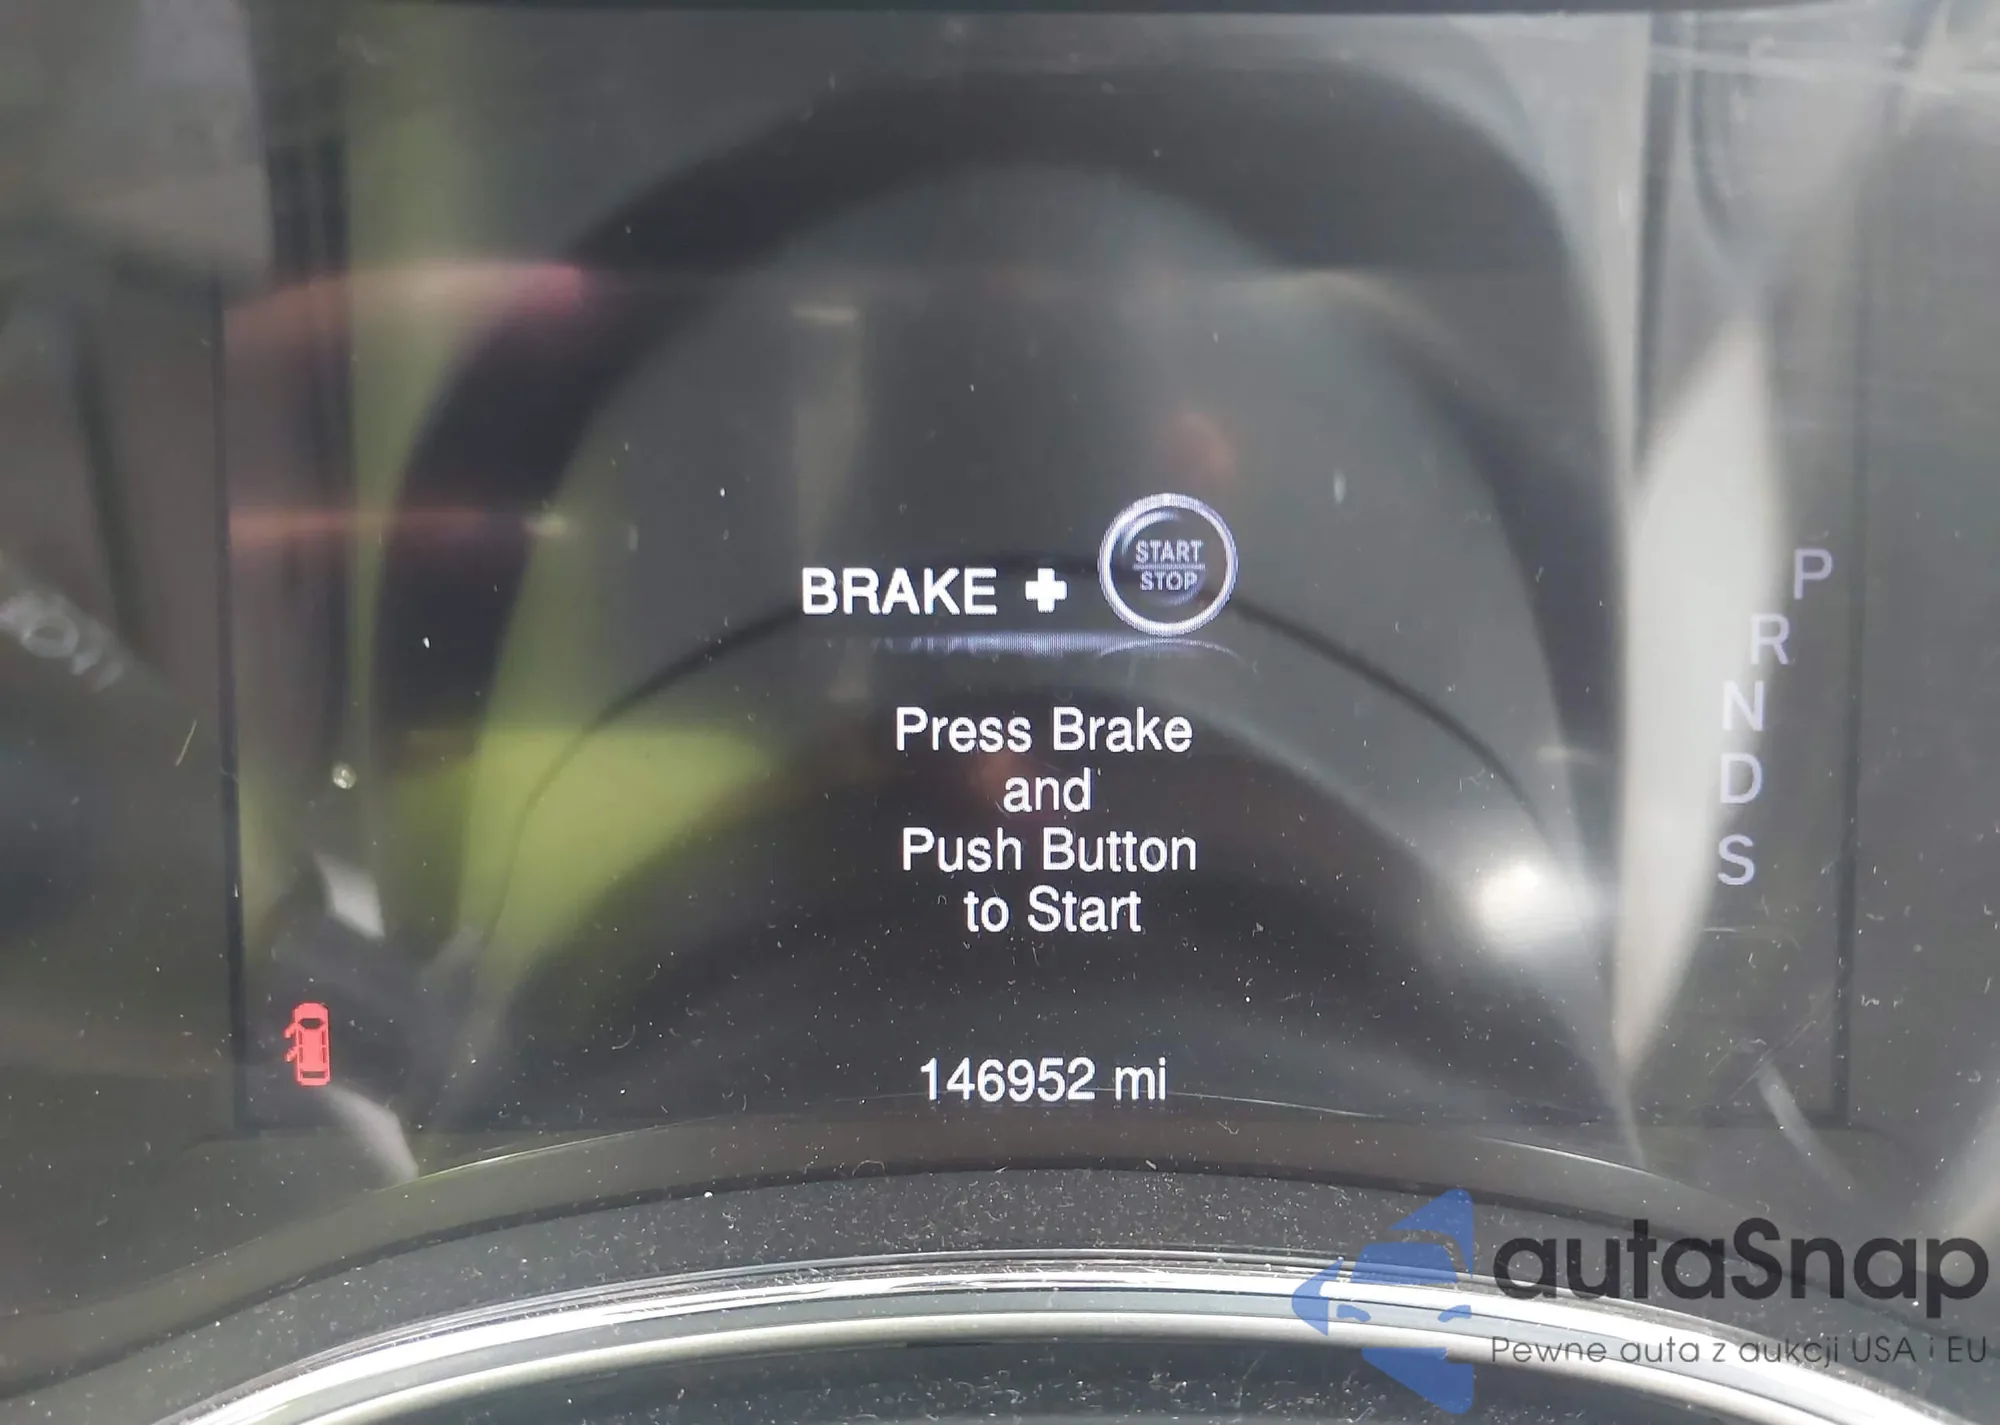 BRAKE + START
STOP
Press Brake
and
Push Button
to Start
146952 mi
P
R
N
D
S
autaSnap
Pewne auta z aukcji USA i EU